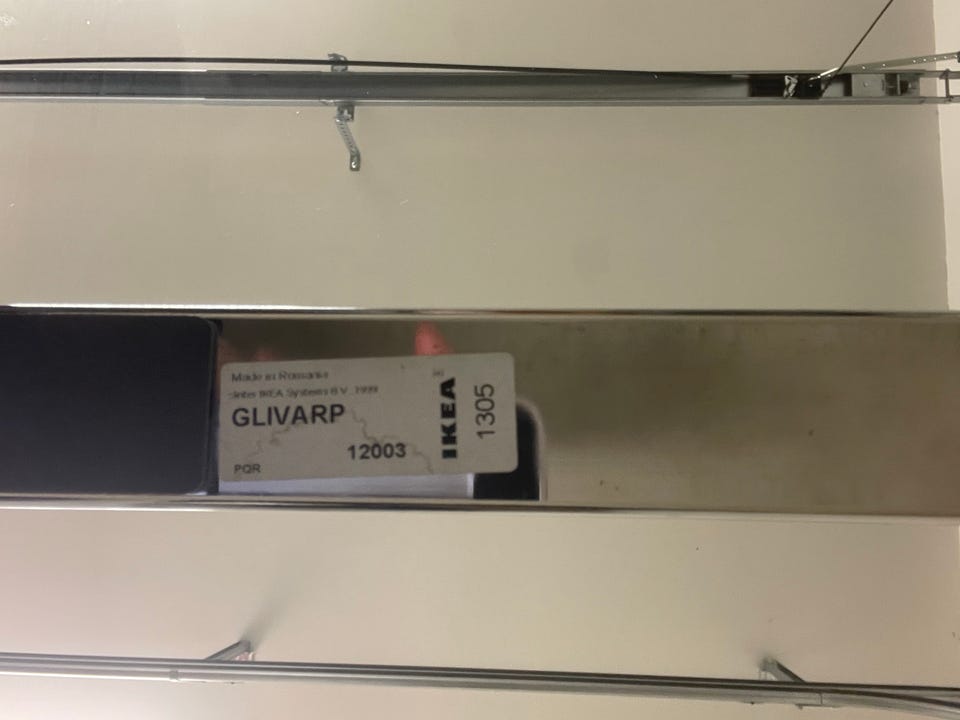 Made in Romania
©Inter IKEA Systems B.V. 1999
GLIVARP
12003
PQR
IKEA
1305